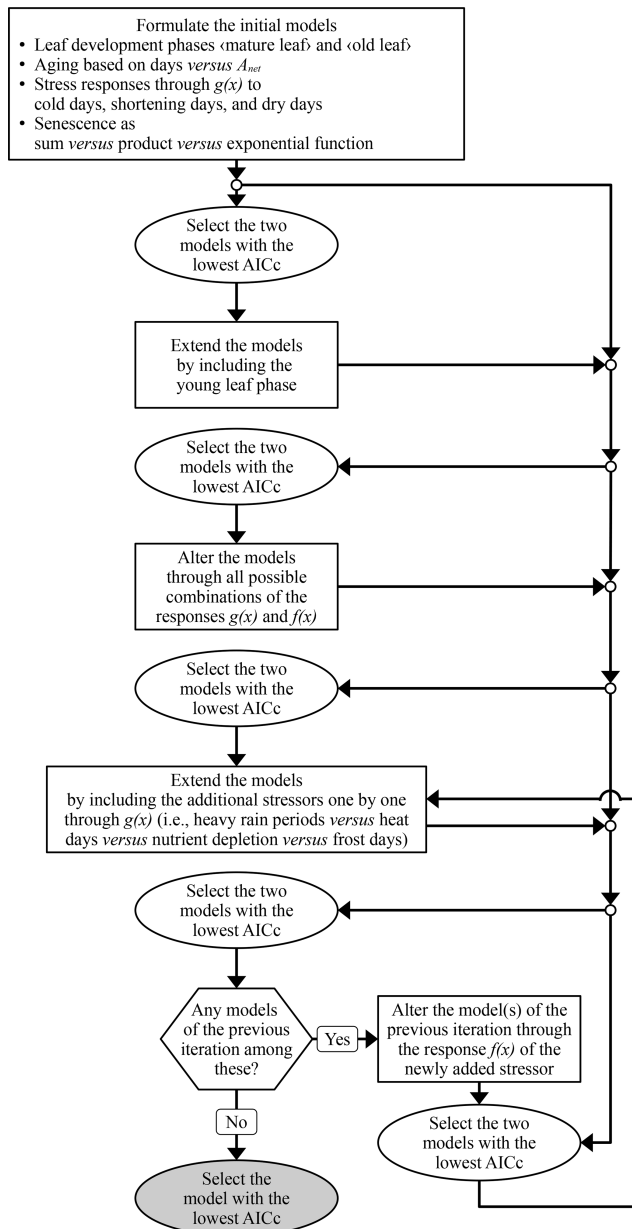 Formulate the initial models
• Leaf development phases ‹mature leaf› and ‹old leaf›
• Aging based on days versus Anet
• Stress responses through g(x) to
cold days, shortening days, and dry days
• Senescence as
sum versus product versus exponential function
Select the two
models with the
lowest AICc
Extend the models
by including the
young leaf phase
Select the two
models with the
lowest AICc
Alter the models
through all possible
combinations of the
responses g(x) and f(x)
Select the two
models with the
lowest AICc
Extend the models
by including the additional stressors one by one
through g(x) (i.e., heavy rain periods versus heat
days versus nutrient depletion versus frost days)
Select the two
models with the
lowest AICc
Any models
of the previous
iteration among
these?
Yes
Alter the model(s) of the
previous iteration through
the response f(x) of the
newly added stressor
No
Select the two
models with the
lowest AICc
Select the
model with the
lowest AICc